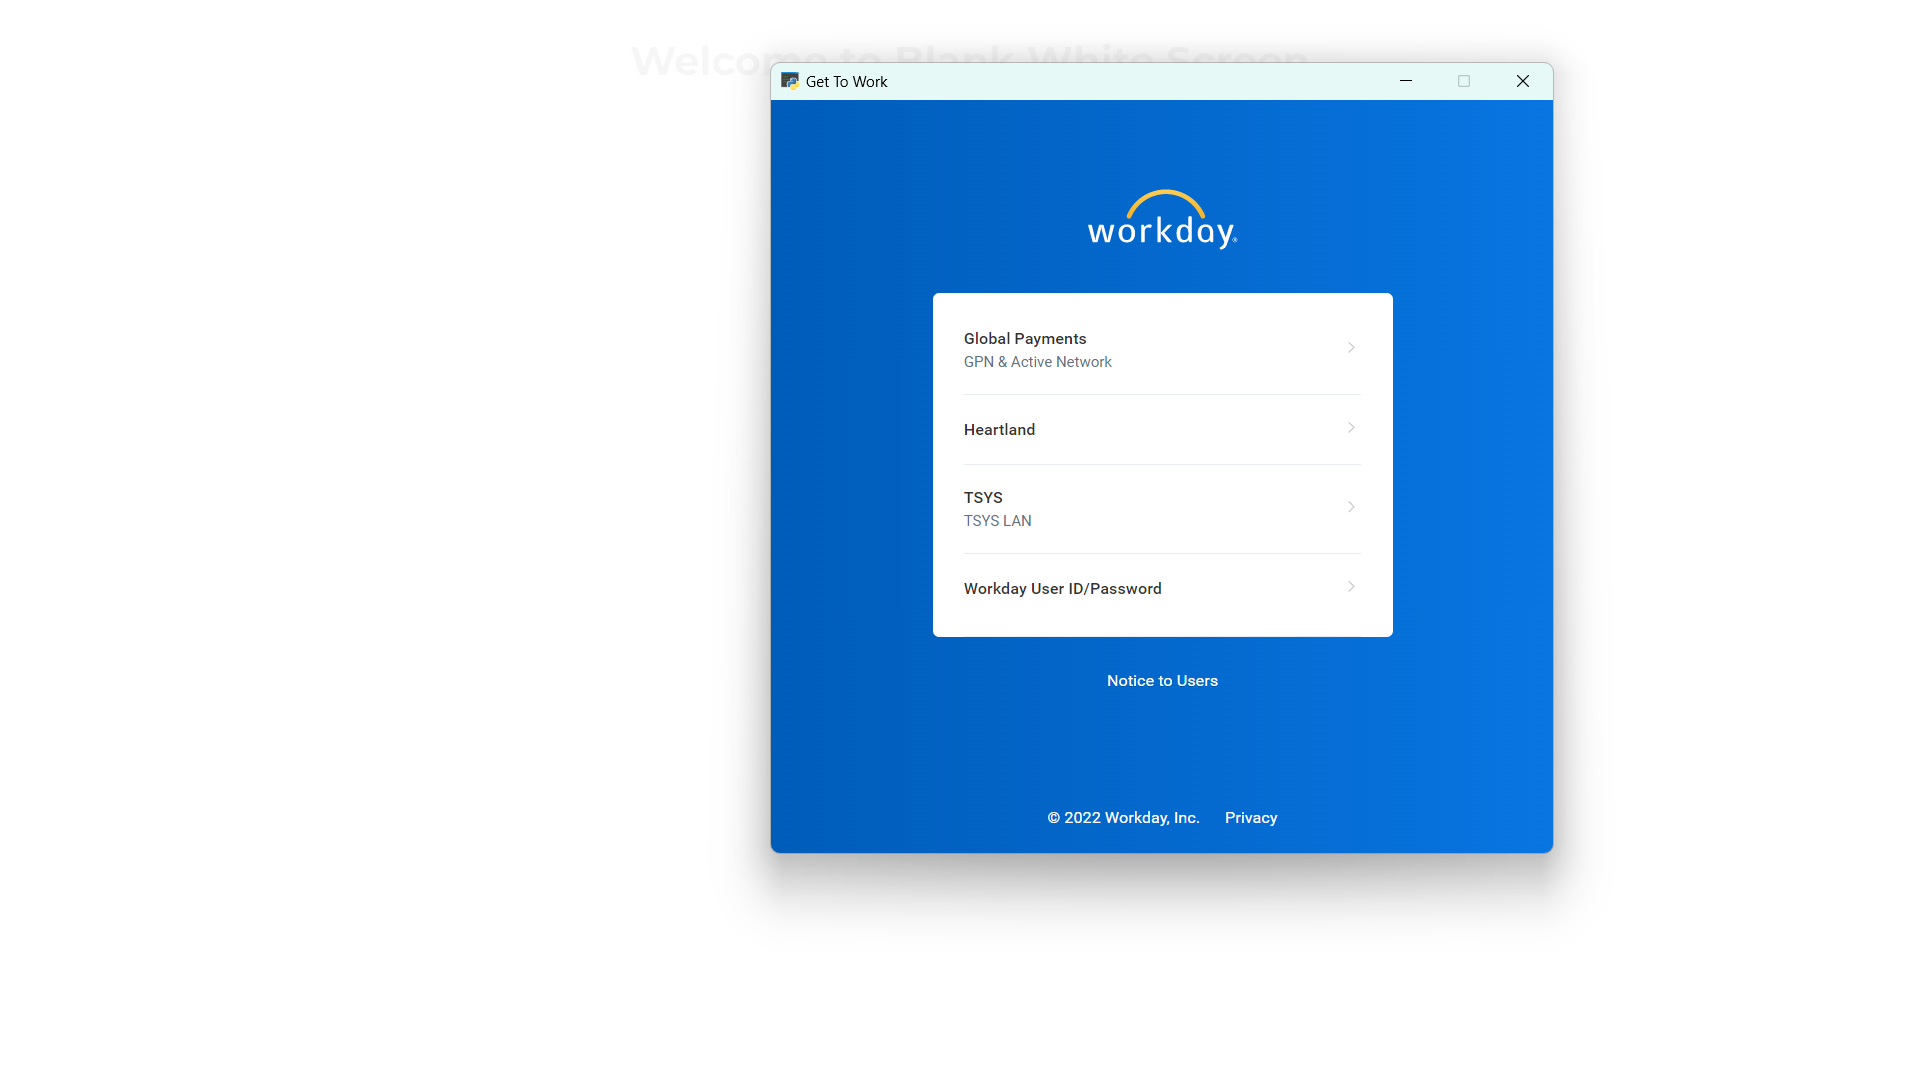 Welcome to Blank White Screen
Get To Work
workday®
Global Payments
GPN & Active Network
Heartland
TSYS
TSYS LAN
Workday User ID/Password
Notice to Users
© 2022 Workday, Inc. Privacy